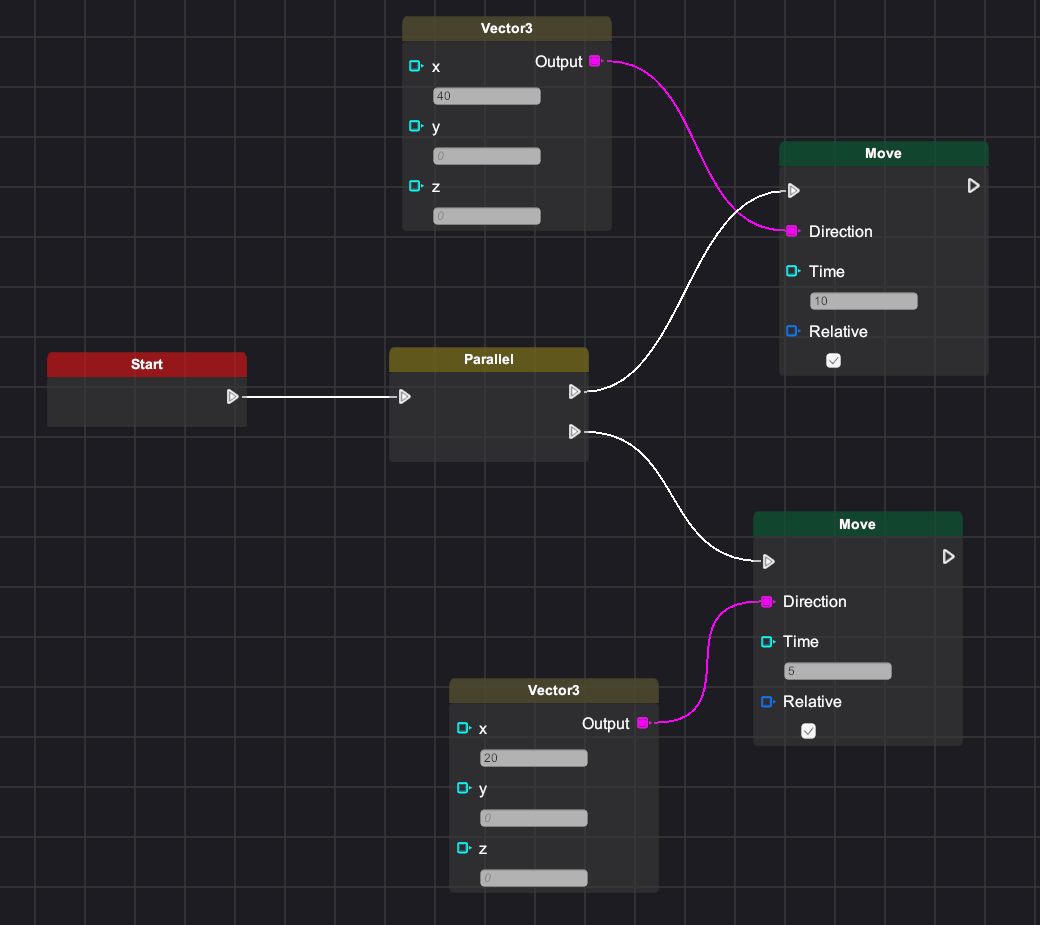 Vector3
Output
x
40
y
0
z
0
Move
Direction
Time
10
Relative
Start
Parallel
Move
Direction
Time
5
Relative
Vector3
Output
x
20
y
0
z
0